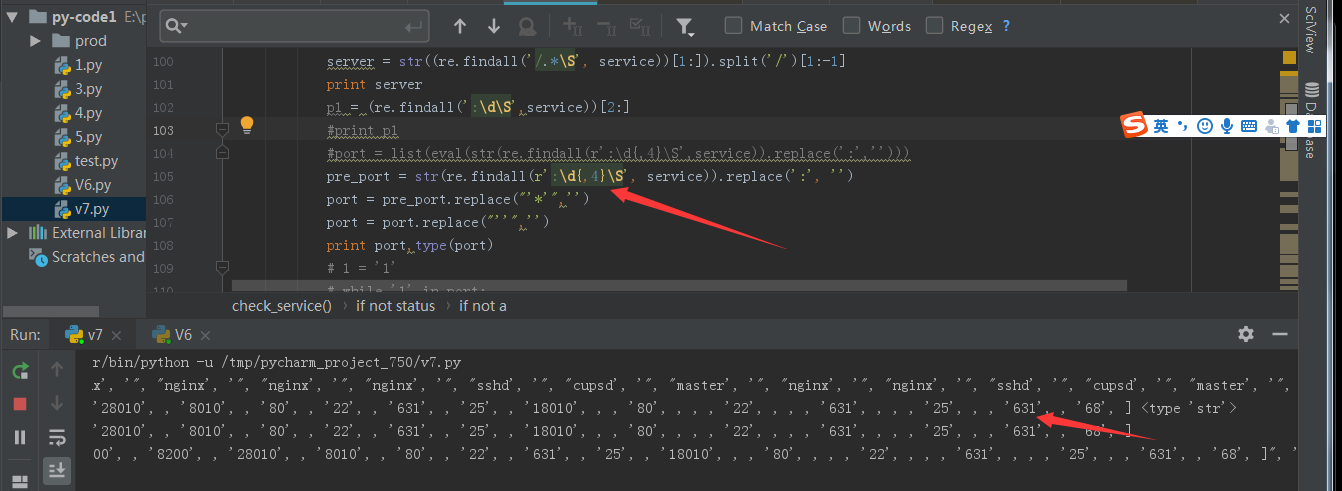 py-code1 E:\p
prod
1.py
3.py
4.py
5.py
test.py
V6.py
v7.py
External Librar
Scratches and
Match Case
Words
Regex ?
100 server = str((re.findall('/.*\S', service))[1:]).split('/')[1:-1]
101 print server
102 p1 = (re.findall(':\d\S',service))[2:]
103 #print p1
104 #port = list(eval(str(re.findall(r':\d{,4}\S',service)).replace(':','')))
105 pre_port = str(re.findall(r':\d{,4}\S', service)).replace(':', '')
106 port = pre_port.replace("'*'",'')
107 port = port.replace("''",'')
108 print port,type(port)
109 # 1 = '1'
110 # while '1' in port:
check_service() › if not status › if not a
SciView
Database
英
Run: v7 × V6 ×
r/bin/python -u /tmp/pycharm_project_750/v7.py
x', '", "nginx', '", "nginx', '", "nginx', '", "sshd', '", "cupsd', '", "master', '", "nginx', '", "nginx', '", "sshd', '", "cupsd', '", "master', '",
'28010', , '8010', , '80', '22', , '631', , '25', , '18010', , , '80', , , , '22', , , , '631', , , , '25', , , '631', , , '68', ] <type 'str'>
'28010', , '8010', , '80', '22', , '631', , '25', , '18010', , , '80', , , , '22', , , , '631', , , , '25', , , '631', , , '68', ]
00', , '8200', , '28010', , '8010', , '80', , '22', , '631', , '25', , '18010', , , '80', , , , '22', , , , '631', , , , '25', , , '631', , , '68', ]", '